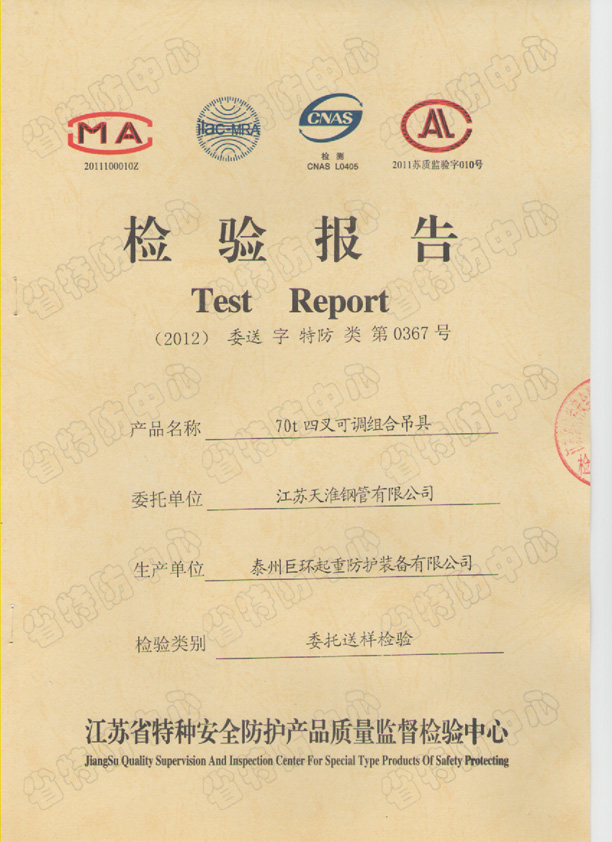 MA
ilac-MRA
CNAS
AL
检 测
2011100010Z
CNAS L0405
2011苏质监验字010号
检 验 报 告
Test Report
(2012) 委送 字 特防 类 第0367号
产品名称 70t四叉可调组合吊具
委托单位 江苏天淮钢管有限公司
生产单位 泰州巨环起重防护装备有限公司
检验类别 委托送样检验
江苏省特种安全防护产品质量监督检验中心
JiangSu Quality Supervision And Inspection Center For Special Type Products Of Safety Protecting
省特防中心